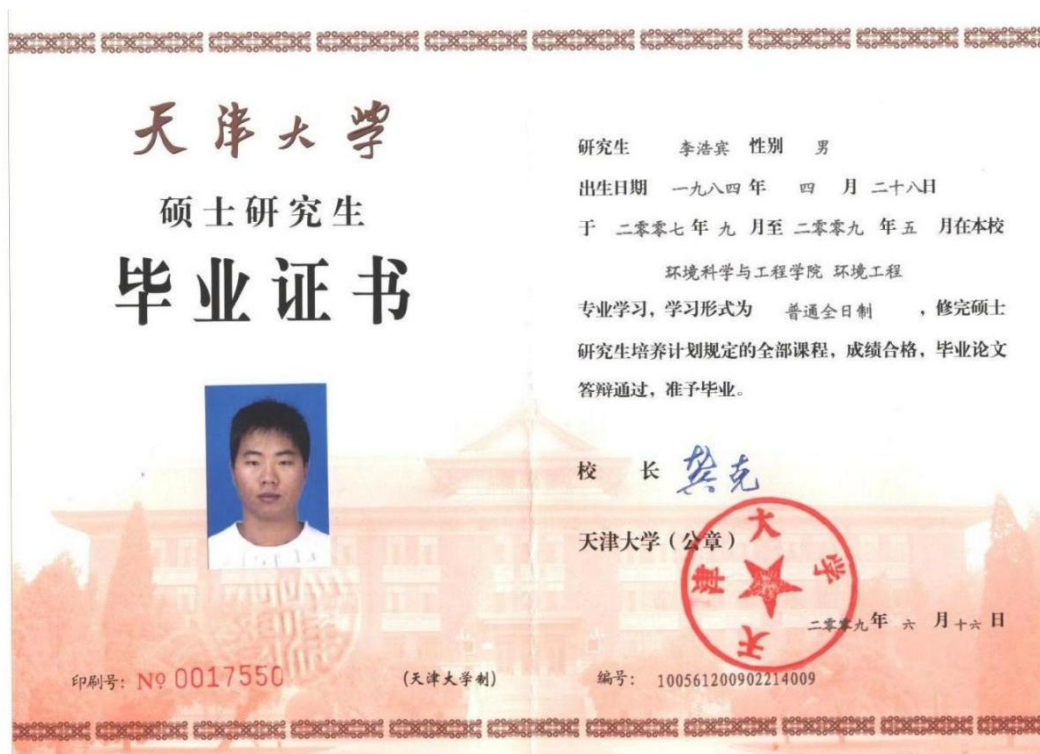 天津大学
硕士研究生
毕业证书
印刷号：№ 0017550
（天津大学制）
研究生 李浩宾 性别 男
出生日期 一九八四 年 四 月 二十八日
于 二零零七 年 九 月至 二零零九 年 五 月在本校
环境科学与工程学院 环境工程
专业学习，学习形式为 普通全日制 ，修完硕士
研究生培养计划规定的全部课程，成绩合格，毕业论文
答辩通过，准予毕业。
校 长 龚克
天津大学（公章）
天津大学
二零零九 年 六 月 十六 日
编号： 100561200902214009